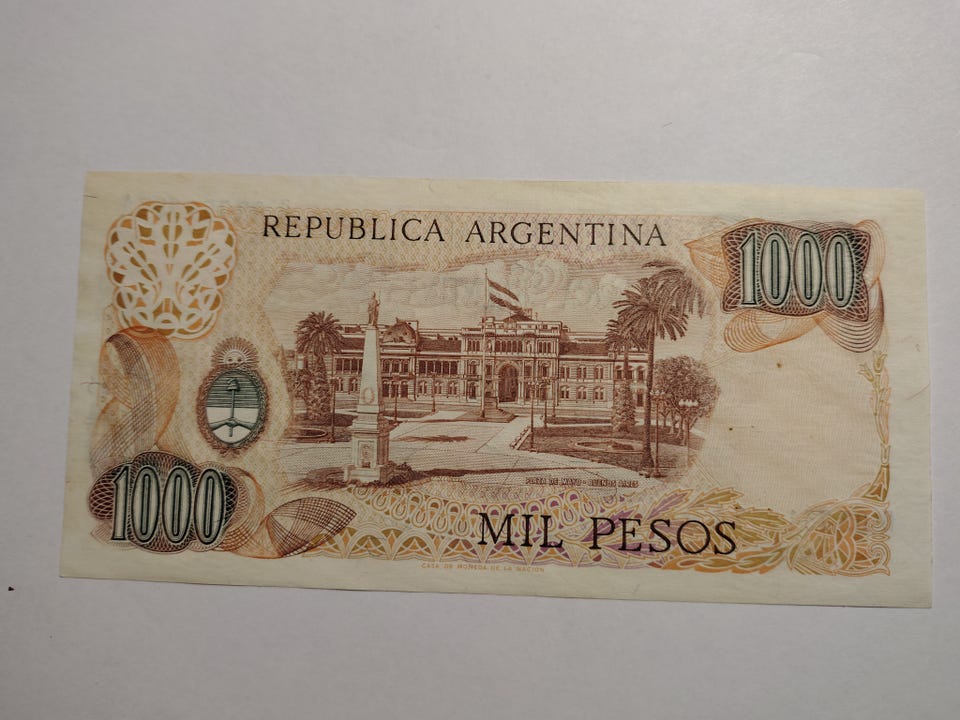 REPUBLICA ARGENTINA
1000
PLAZA DE MAYO - BUENOS AIRES
1000
MIL PESOS
CASA DE MONEDA DE LA NACION